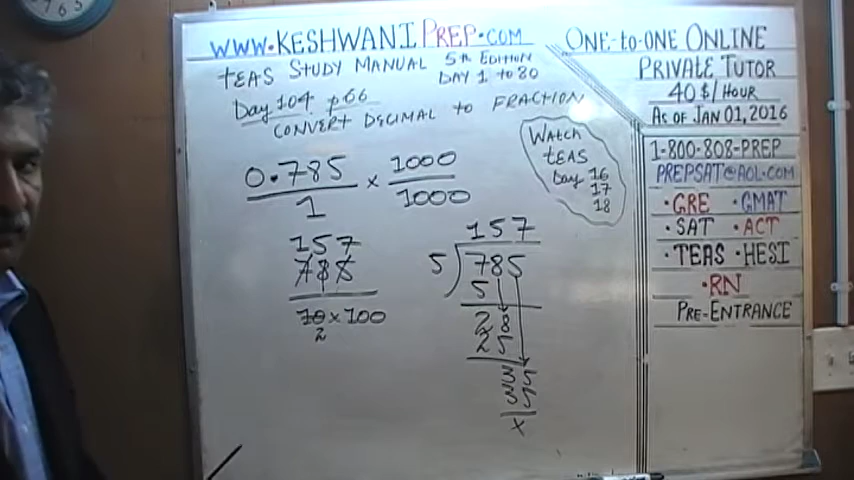 www.KESHWANIPREP.com
TEAS STUDY MANUAL 5TH EDITION
DAY 1 TO 80
Day 104 p66
CONVERT DECIMAL TO FRACTION
Watch
TEAS
Day 16
17
18
0.785 × 1000
1 1000
157
785
10 × 100
2
157
5 785
5
28
25
35
35
x
ONE-to-ONE ONLINE
PRIVATE TUTOR
40 $/HOUR
AS OF JAN 01, 2016
1-800-808-PREP
PREPSAT@AOL.COM
•GRE •GMAT
•SAT •ACT
•TEAS •HESI
•RN
PRE-ENTRANCE